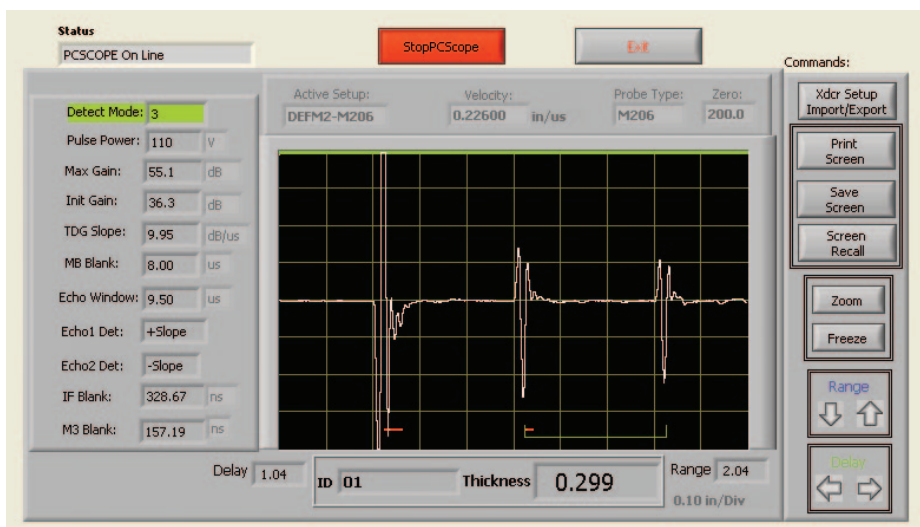 Status
PCSCOPE On Line
StopPCScope
Exit
Commands:
Detect Mode: 3
Pulse Power: 110 V
Max Gain: 55.1 dB
Init Gain: 36.3 dB
TDG Slope: 9.95 dB/us
MB Blank: 8.00 us
Echo Window: 9.50 us
Echo1 Det: +Slope
Echo2 Det: -Slope
IF Blank: 328.67 ns
M3 Blank: 157.19 ns
Active Setup: Velocity: Probe Type: Zero:
DEFM2-M206 0.22600 in/us M206 200.0
Delay 1.04
ID 01
Thickness 0.299
Range 2.04
0.10 in/Div
Xdcr Setup
Import/Export
Print
Screen
Save
Screen
Screen
Recall
Zoom
Freeze
Range
Delay